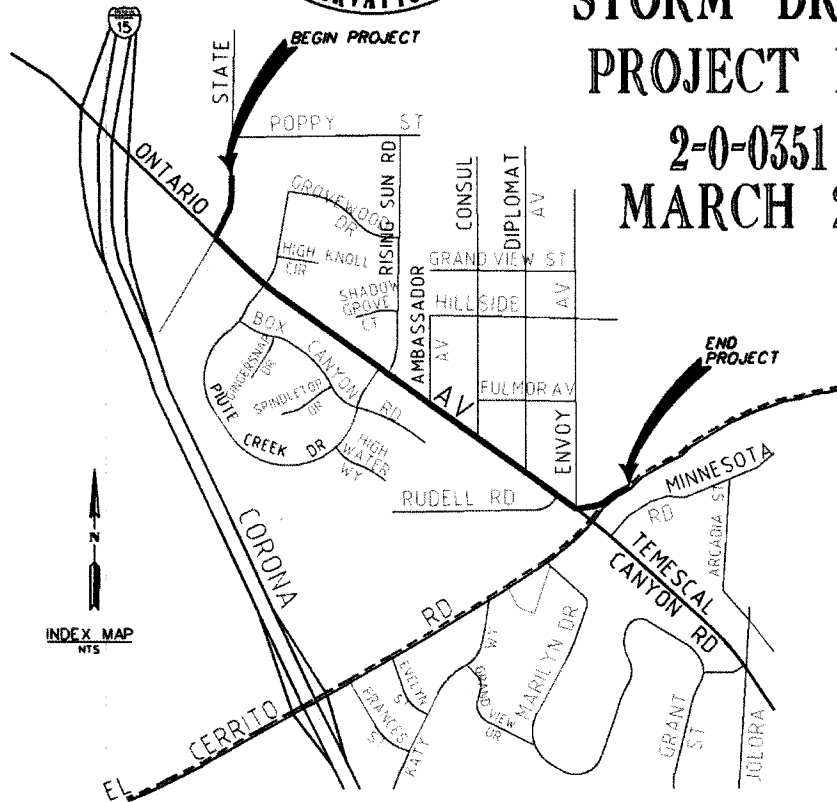 STORM
PROJECT
2-0-0351
MARCH
15
BEGIN PROJECT
STATE
POPPY ST
ONTARIO
GROVEWOOD
DR
RISING SUN RD
CONSUL
DIPLOMAT
AV
HIGH KNOLL
CIR
GRAND VIEW ST
SHADOW
GROVE
CT
AMBASSADOR
AV
HILLSIDE
AV
BOX CANYON RD
GINGERSNAP
DR
SPINDLETOP
DR
PIUTE
CREEK DR
HIGH
WATER
WY
AV
FULMOR AV
ENVOY
END
PROJECT
RUDELL RD
MINNESOTA
RD
ARCADIA ST
N
INDEX MAP
NTS
CORONA
TEMESCAL
CANYON RD
EL CERRITO RD
EVELYN
S
FRANCES
ST
KATY WY
GRAND VIEW
DR
MARILYN DR
GRANT
ST
JOLORA